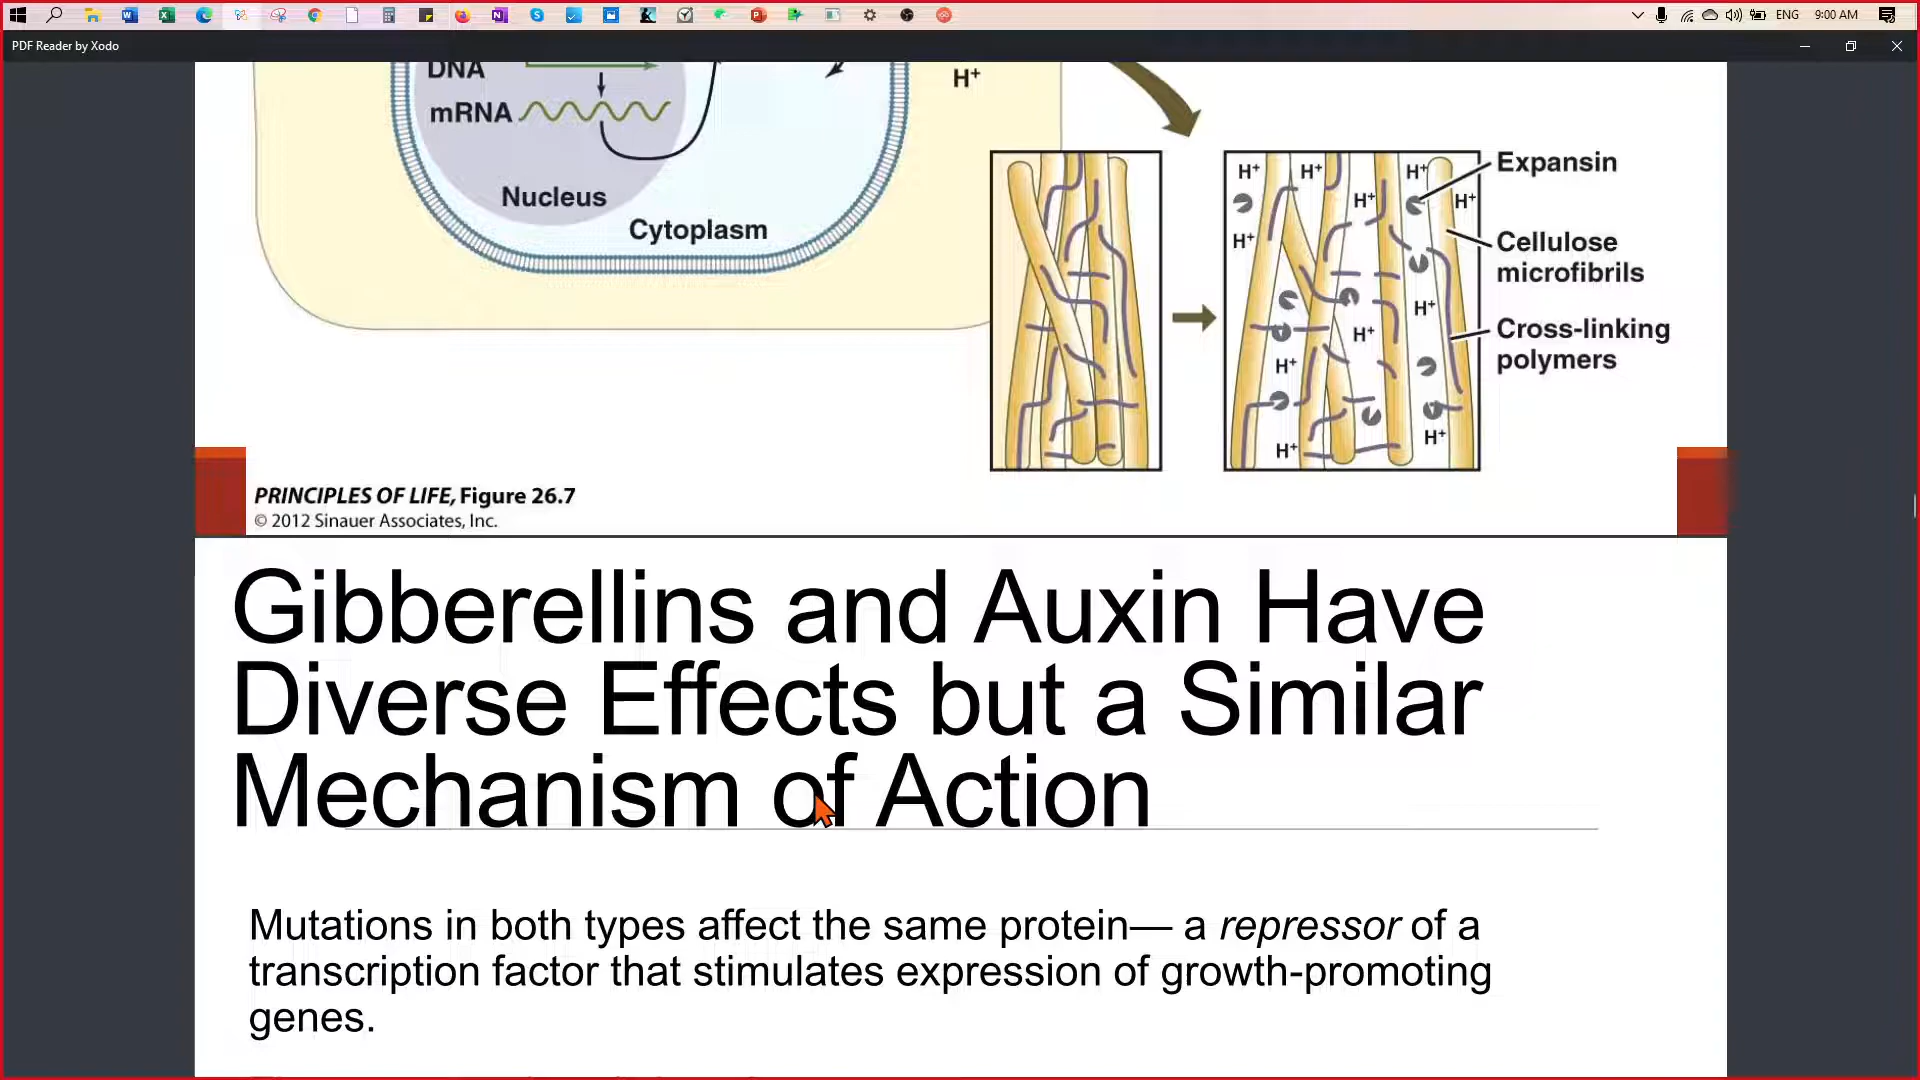 ENG 9:00 AM
PDF Reader by Xodo
DNA
mRNA
Nucleus
Cytoplasm
H⁺
H⁺ H⁺ H⁺
H⁺ H⁺
H⁺
H⁺
H⁺
H⁺
H⁺
H⁺
Expansin
Cellulose
microfibrils
Cross-linking
polymers
PRINCIPLES OF LIFE, Figure 26.7
© 2012 Sinauer Associates, Inc.
Gibberellins and Auxin Have
Diverse Effects but a Similar
Mechanism of Action
Mutations in both types affect the same protein— a repressor of a
transcription factor that stimulates expression of growth-promoting
genes.